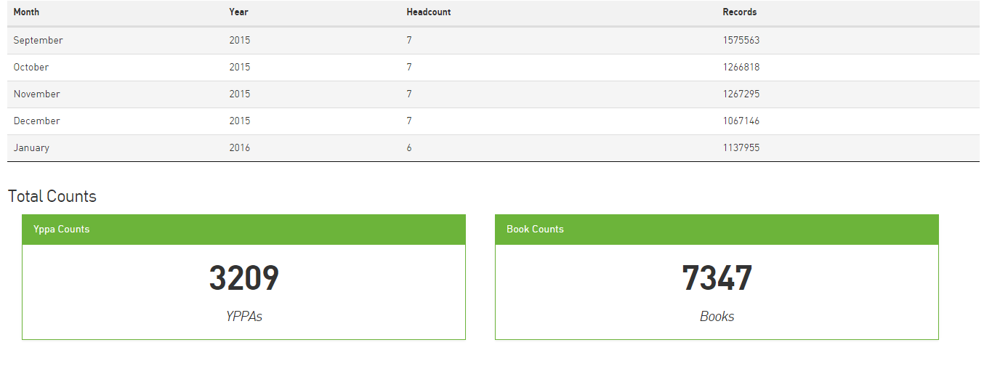 Month Year Headcount Records
September 2015 7 1575563
October 2015 7 1266818
November 2015 7 1267295
December 2015 7 1067146
January 2016 6 1137955
Total Counts
Yppa Counts
3209
YPPAs
Book Counts
7347
Books